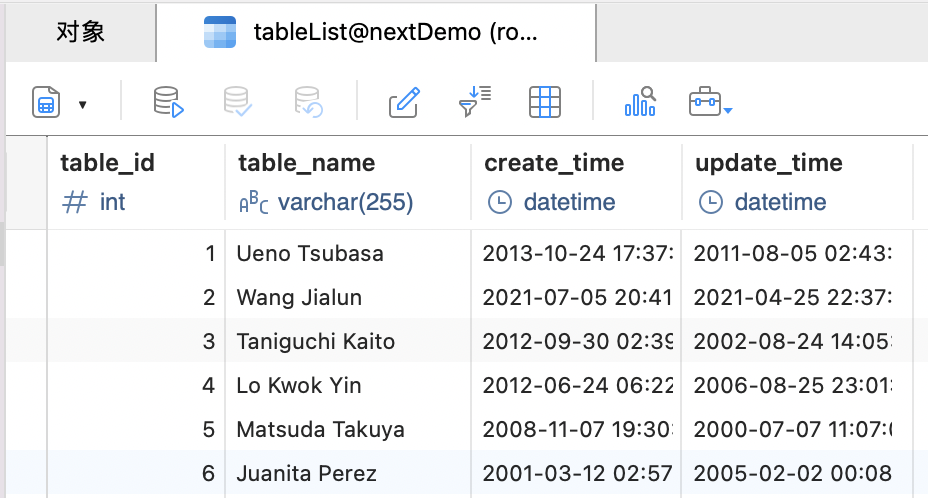 对象 tableList@nextDemo (ro...
table_id table_name create_time update_time
# int ABC varchar(255) datetime datetime
1 Ueno Tsubasa 2013-10-24 17:37: 2011-08-05 02:43:
2 Wang Jialun 2021-07-05 20:41 2021-04-25 22:37:
3 Taniguchi Kaito 2012-09-30 02:39 2002-08-24 14:05:
4 Lo Kwok Yin 2012-06-24 06:22 2006-08-25 23:01:
5 Matsuda Takuya 2008-11-07 19:30: 2000-07-07 11:07:
6 Juanita Perez 2001-03-12 02:57 2005-02-02 00:08